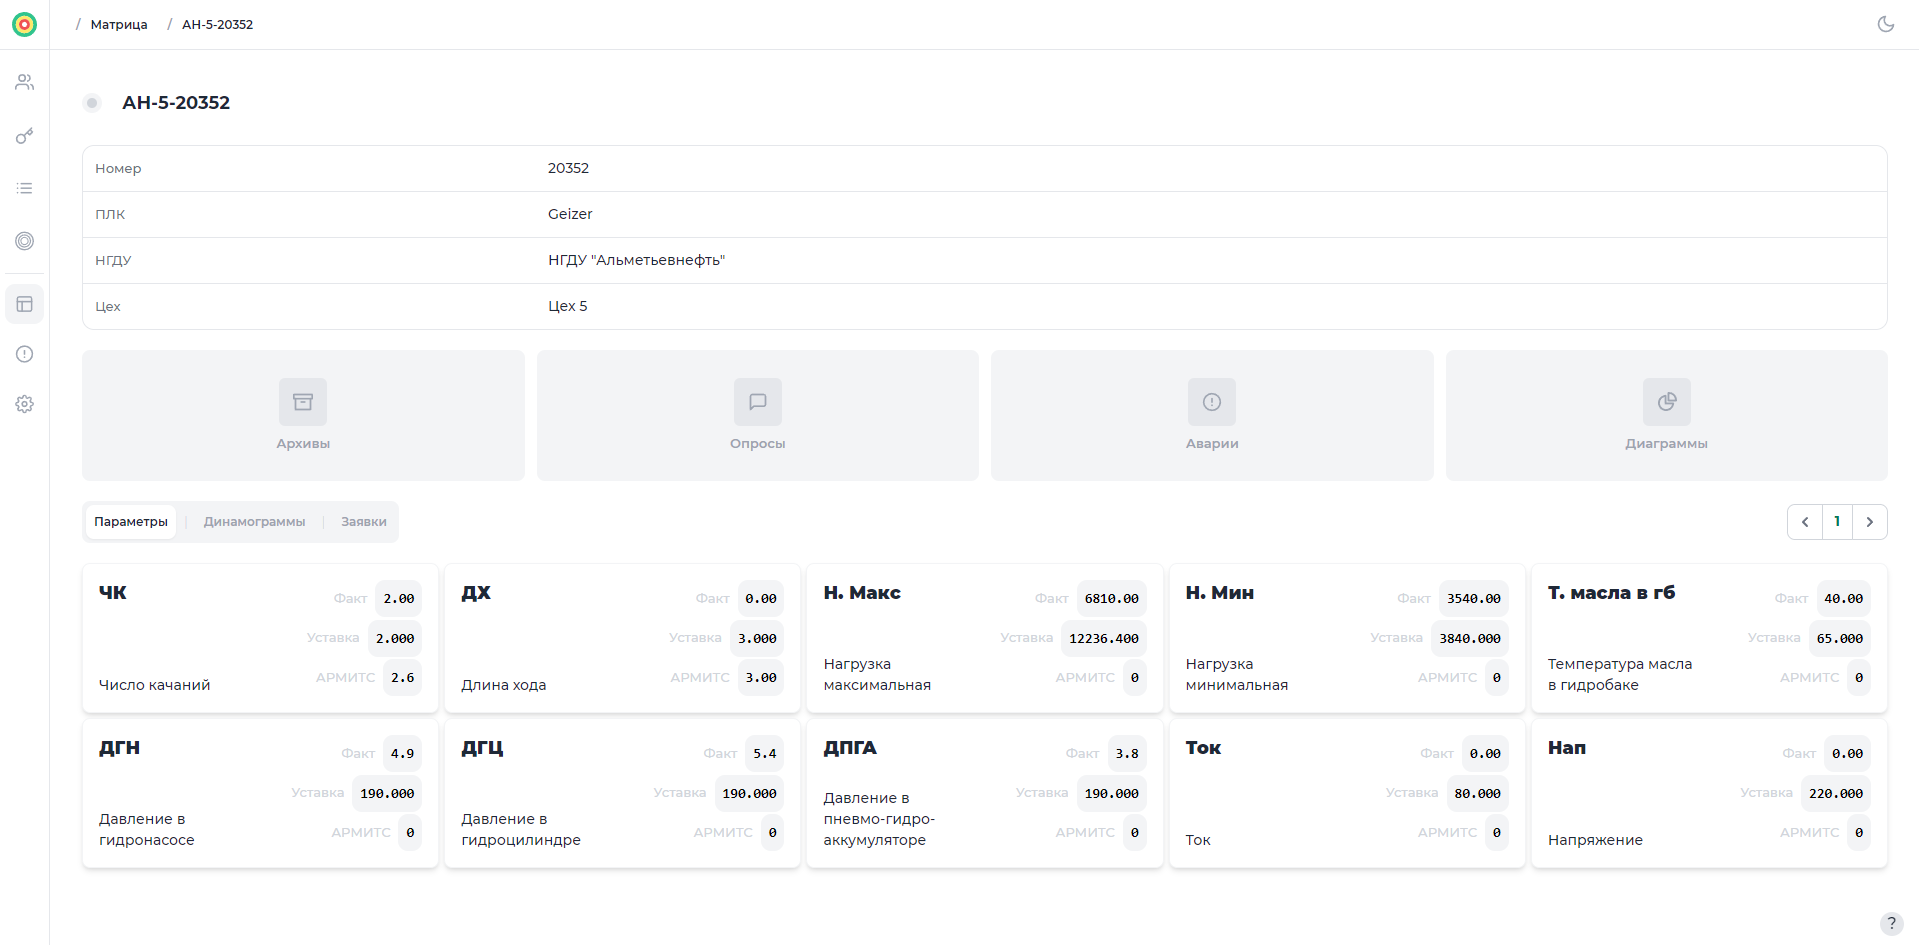 / Матрица / АН-5-20352
АН-5-20352
Номер 20352
ПЛК Geizer
НГДУ НГДУ "Альметьевнефть"
Цех Цех 5
Архивы Опросы Аварии Диаграммы
Параметры Динамограммы Заявки 1
ЧК
Факт 2.00
Уставка 2.000
АРМИТС 2.6
Число качаний
ДХ
Факт 0.00
Уставка 3.000
АРМИТС 3.00
Длина хода
Н. Макс
Факт 6810.00
Уставка 12236.400
АРМИТС 0
Нагрузка
максимальная
Н. Мин
Факт 3540.00
Уставка 3840.000
АРМИТС 0
Нагрузка
минимальная
Т. масла в гб
Факт 40.00
Уставка 65.000
АРМИТС 0
Температура масла
в гидробаке
ДГН
Факт 4.9
Уставка 190.000
АРМИТС 0
Давление в
гидронасосе
ДГЦ
Факт 5.4
Уставка 190.000
АРМИТС 0
Давление в
гидроцилиндре
ДПГА
Факт 3.8
Уставка 190.000
АРМИТС 0
Давление в
пневмо-гидро-
аккумуляторе
Ток
Факт 0.00
Уставка 80.000
АРМИТС 0
Ток
Нап
Факт 0.00
Уставка 220.000
АРМИТС 0
Напряжение
?